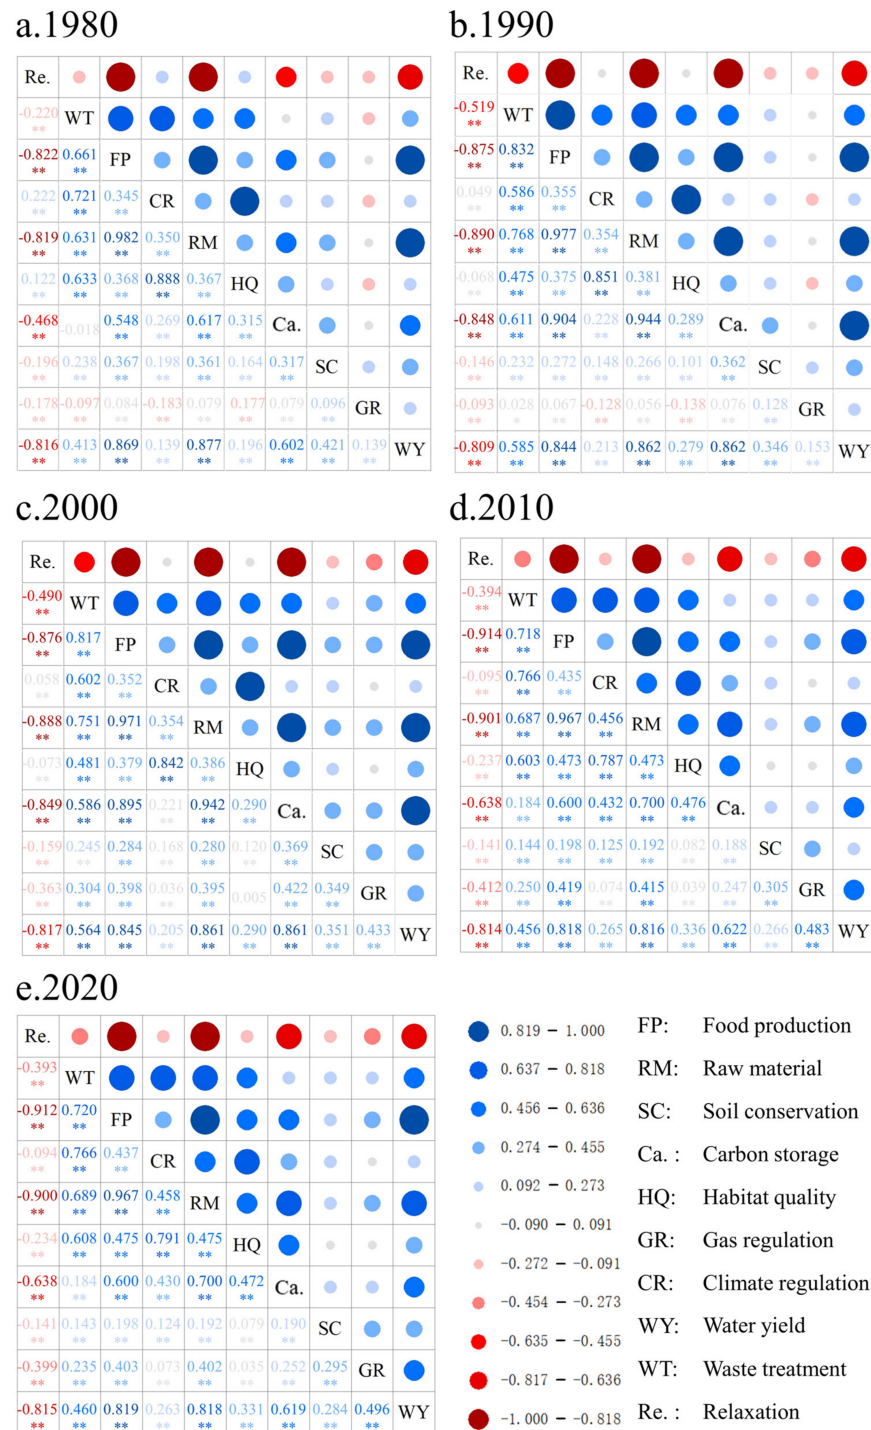 a.1980
Re.
-0.220 WT
**
-0.822 0.661 FP
** **
0.222 0.721 0.345 CR
** ** **
-0.819 0.631 0.982 0.350 RM
** ** ** **
0.122 0.633 0.368 0.888 0.367 HQ
** ** ** ** **
-0.468 -0.018 0.548 0.269 0.617 0.315 Ca.
** ** ** ** **
-0.196 0.238 0.367 0.198 0.361 0.164 0.317 SC
** ** ** ** ** ** **
-0.178 -0.097 0.084 -0.183 0.079 0.177 0.079 0.096 GR
** ** ** ** ** ** ** **
-0.816 0.413 0.869 0.139 0.877 0.196 0.602 0.421 0.139 WY
** ** ** ** ** ** ** ** **
b.1990
Re.
-0.519 WT
**
-0.875 0.832 FP
** **
0.049 0.586 0.355 CR
** ** **
-0.890 0.768 0.977 0.354 RM
** ** ** **
-0.068 0.475 0.375 0.851 0.381 HQ
** ** ** ** **
-0.848 0.611 0.904 0.228 0.944 0.289 Ca.
** ** ** ** ** **
-0.146 0.232 0.272 0.148 0.266 0.101 0.362 SC
** ** ** ** ** ** **
-0.093 0.028 0.067 -0.128 0.056 -0.138 0.076 0.128 GR
** * ** ** ** ** ** **
-0.809 0.585 0.844 0.213 0.862 0.279 0.862 0.346 0.153 WY
** ** ** ** ** ** ** ** **
c.2000
Re.
-0.490 WT
**
-0.876 0.817 FP
** **
0.058 0.602 0.352 CR
** ** **
-0.888 0.751 0.971 0.354 RM
** ** ** **
-0.073 0.481 0.379 0.842 0.386 HQ
** ** ** ** **
-0.849 0.586 0.895 0.221 0.942 0.290 Ca.
** ** ** ** ** **
-0.159 0.245 0.284 0.168 0.280 0.120 0.369 SC
** ** ** ** ** ** **
-0.363 0.304 0.398 0.036 0.395 0.005 0.422 0.349 GR
** ** ** ** ** ** **
-0.817 0.564 0.845 0.205 0.861 0.290 0.861 0.351 0.433 WY
** ** ** ** ** ** ** ** **
d.2010
Re.
-0.394 WT
**
-0.914 0.718 FP
** **
-0.095 0.766 0.435 CR
** ** **
-0.901 0.687 0.967 0.456 RM
** ** ** **
-0.237 0.603 0.473 0.787 0.473 HQ
** ** ** ** **
-0.638 0.184 0.600 0.432 0.700 0.476 Ca.
** ** ** ** ** **
-0.141 0.144 0.198 0.125 0.192 0.082 0.188 SC
** ** ** ** ** ** **
-0.412 0.250 0.419 0.074 0.415 0.039 0.247 0.305 GR
** ** ** ** ** ** ** **
-0.814 0.456 0.818 0.265 0.816 0.336 0.622 0.266 0.483 WY
** ** ** ** ** ** ** ** **
e.2020
Re.
-0.393 WT
**
-0.912 0.720 FP
** **
-0.094 0.766 0.437 CR
** ** **
-0.900 0.689 0.967 0.458 RM
** ** ** **
-0.234 0.608 0.475 0.791 0.475 HQ
** ** ** ** **
-0.638 0.184 0.600 0.430 0.700 0.472 Ca.
** ** ** ** ** **
-0.141 0.143 0.198 0.124 0.192 0.079 0.190 SC
** ** ** ** ** ** **
-0.399 0.235 0.403 0.073 0.402 0.035 0.252 0.295 GR
** ** ** ** ** ** ** **
-0.815 0.460 0.819 0.263 0.818 0.331 0.619 0.284 0.496 WY
** ** ** ** ** ** ** ** **
0.819 - 1.000
0.637 - 0.818
0.456 - 0.636
0.274 - 0.455
0.092 - 0.273
-0.090 - 0.091
-0.272 - -0.091
-0.454 - -0.273
-0.635 - -0.455
-0.817 - -0.636
-1.000 - -0.818
FP: Food production
RM: Raw material
SC: Soil conservation
Ca. : Carbon storage
HQ: Habitat quality
GR: Gas regulation
CR: Climate regulation
WY: Water yield
WT: Waste treatment
Re. : Relaxation